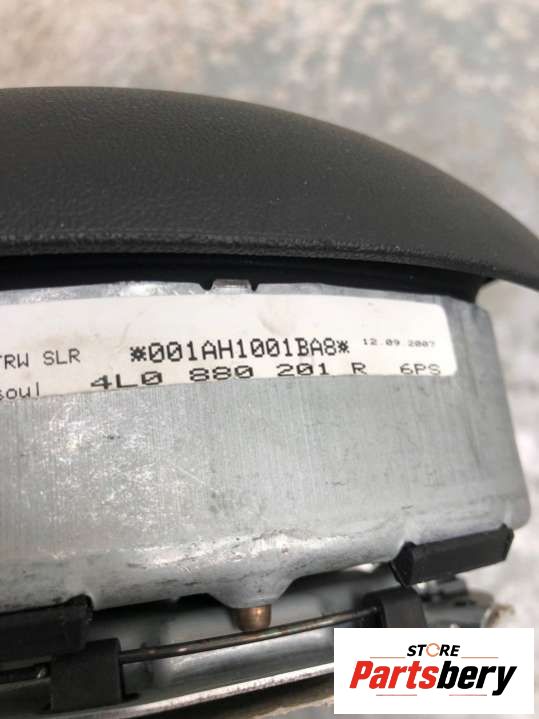 TRW SLR *001AH1001BA8* 12.09.2007
soul 4L0 880 201 R 6PS
STORE
Partsbery